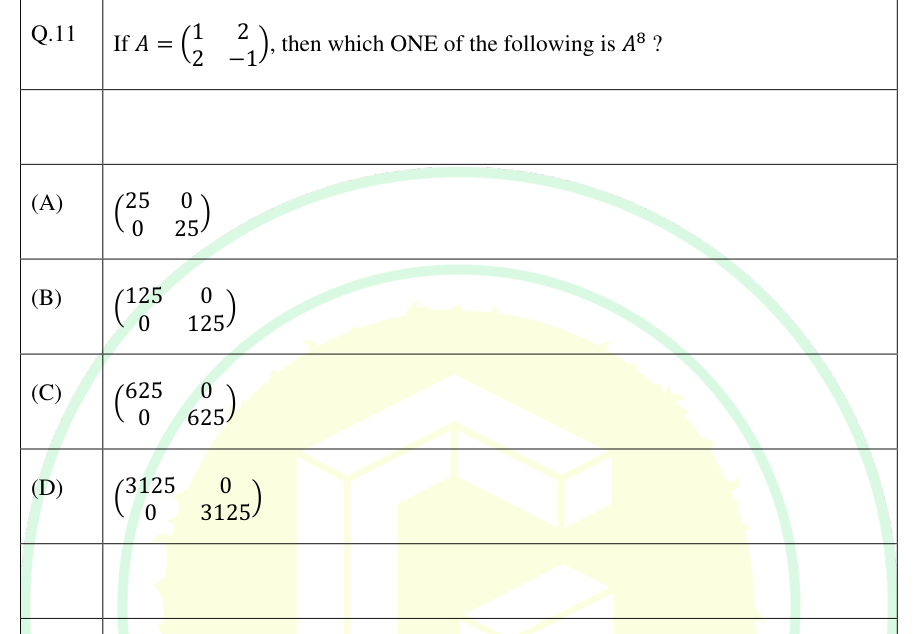 Q.11 If 𝐴 = (1 2
2 −1), then which ONE of the following is 𝐴⁸ ?
(A) (25 0
0 25)
(B) (125 0
0 125)
(C) (625 0
0 625)
(D) (3125 0
0 3125)